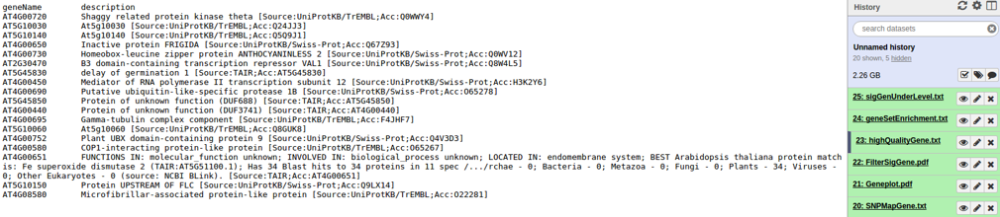 geneName description
AT4G00720 Shaggy related protein kinase theta [Source:UniProtKB/TrEMBL;Acc:Q0WWY4]
AT5G10030 At5g10030 [Source:UniProtKB/TrEMBL;Acc:Q24JJ3]
AT5G10140 At5g10140 [Source:UniProtKB/TrEMBL;Acc:Q5Q9J1]
AT4G00650 Inactive protein FRIGIDA [Source:UniProtKB/Swiss-Prot;Acc:Q67Z93]
AT4G00730 Homeobox-leucine zipper protein ANTHOCYANINLESS 2 [Source:UniProtKB/Swiss-Prot;Acc:Q0WV12]
AT2G30470 B3 domain-containing transcription repressor VAL1 [Source:UniProtKB/Swiss-Prot;Acc:Q8W4L5]
AT5G45830 delay of germination 1 [Source:TAIR;Acc:AT5G45830]
AT4G00450 Mediator of RNA polymerase II transcription subunit 12 [Source:UniProtKB/Swiss-Prot;Acc:H3K2Y6]
AT4G00690 Putative ubiquitin-like-specific protease 1B [Source:UniProtKB/Swiss-Prot;Acc:O65278]
AT5G45850 Protein of unknown function (DUF688) [Source:TAIR;Acc:AT5G45850]
AT4G00440 Protein of unknown function (DUF3741) [Source:TAIR;Acc:AT4G00440]
AT4G00695 Gamma-tubulin complex component [Source:UniProtKB/TrEMBL;Acc:F4JHF7]
AT5G10060 At5g10060 [Source:UniProtKB/TrEMBL;Acc:Q8GUK8]
AT4G00752 Plant UBX domain-containing protein 9 [Source:UniProtKB/Swiss-Prot;Acc:Q4V3D3]
AT4G00580 COP1-interacting protein-like protein [Source:UniProtKB/TrEMBL;Acc:O65267]
AT4G00651 FUNCTIONS IN: molecular_function unknown; INVOLVED IN: biological_process unknown; LOCATED IN: endomembrane system; BEST Arabidopsis thaliana protein match
is: Fe superoxide dismutase 2 (TAIR:AT5G51100.1); Has 34 Blast hits to 34 proteins in 11 spec /.../rchae - 0; Bacteria - 0; Metazoa - 0; Fungi - 0; Plants - 34; Viruses -
0; Other Eukaryotes - 0 (source: NCBI BLink). [Source:TAIR;Acc:AT4G00651]
AT5G10150 Protein UPSTREAM OF FLC [Source:UniProtKB/Swiss-Prot;Acc:Q9LX14]
AT4G08580 Microfibrillar-associated protein-like protein [Source:UniProtKB/TrEMBL;Acc:O22281]
History
search datasets
Unnamed history
20 shown, 5 hidden
2.26 GB
25: sigGenUnderLevel.txt
24: geneSetEnrichment.txt
23: highQualityGene.txt
22: FilterSigGene.pdf
21: Geneplot.pdf
20: SNPMapGene.txt